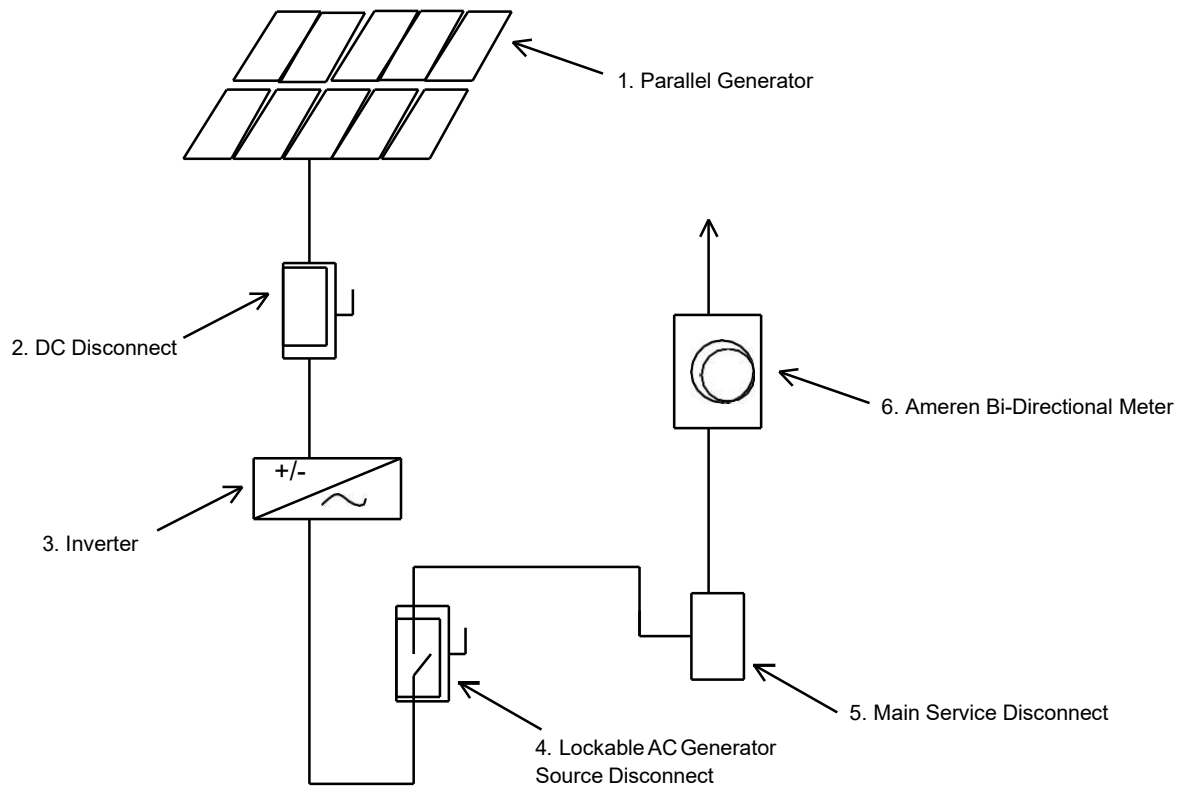 1. Parallel Generator
2. DC Disconnect
6. Ameren Bi-Directional Meter
+/-
3. Inverter
5. Main Service Disconnect
4. Lockable AC Generator
Source Disconnect